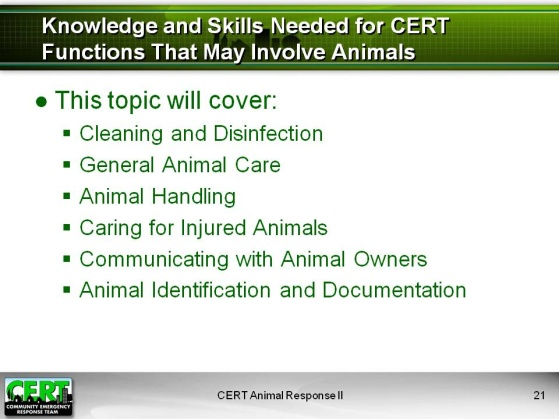 Knowledge and Skills Needed for CERT
Functions That May Involve Animals
● This topic will cover:
▪ Cleaning and Disinfection
▪ General Animal Care
▪ Animal Handling
▪ Caring for Injured Animals
▪ Communicating with Animal Owners
▪ Animal Identification and Documentation
CERT
COMMUNITY EMERGENCY
RESPONSE TEAM
CERT Animal Response II
21